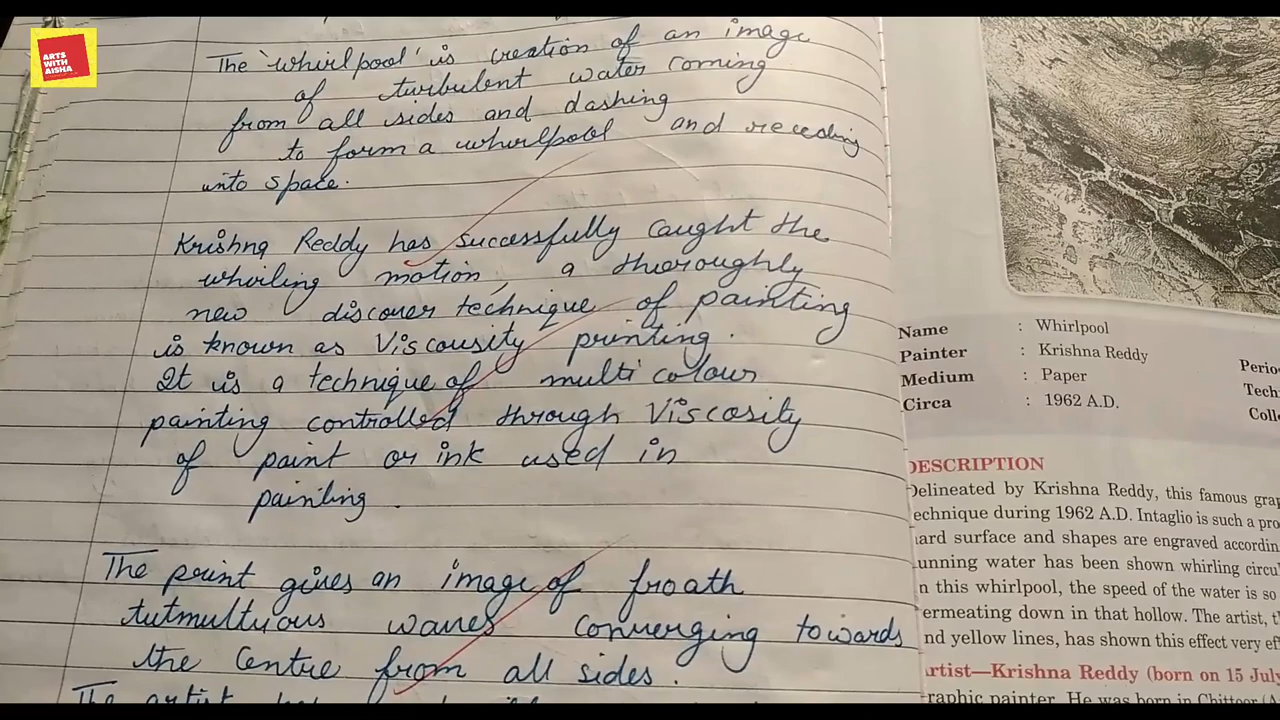 ARTS
WITH
AISHA
The 'whirlpool' is creation of an image
of turbulent water coming
from all sides and dashing
to form a whirlpool and receding
into space.
Krishna Reddy has successfully caught the
whirling motion, a thoroughly
new discover technique of painting
is known as Viscousity printing.
It is a technique of multi colour
painting controlled through Viscosity
of paint or ink used in
painting.
The print gives an image of froath
tutmultuous waves converging towards
the centre from all sides.
The artist
Name : Whirlpool
Painter : Krishna Reddy
Medium : Paper
Circa : 1962 A.D.
Perio
Tech
Coll
DESCRIPTION
Delineated by Krishna Reddy, this famous grap
echnique during 1962 A.D. Intaglio is such a pro
ard surface and shapes are engraved accordin
unning water has been shown whirling circu
n this whirlpool, the speed of the water is so
ermeating down in that hollow. The artist, t
nd yellow lines, has shown this effect very eff
rtist—Krishna Reddy (born on 15 July
raphic painter. He was born in Chittoor (A